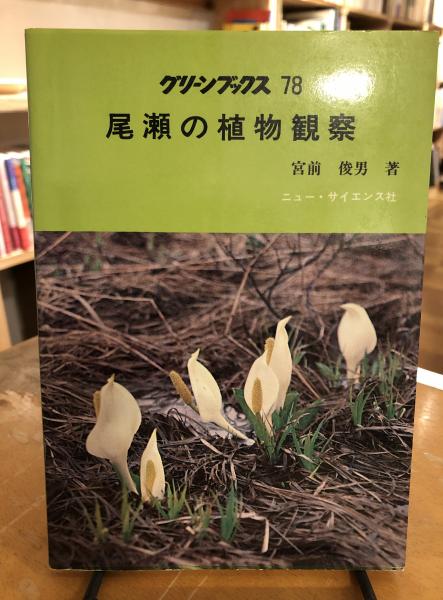 グリーンブックス 78
尾瀬の植物観察
宮前 俊男 著
ニュー・サイエンス社